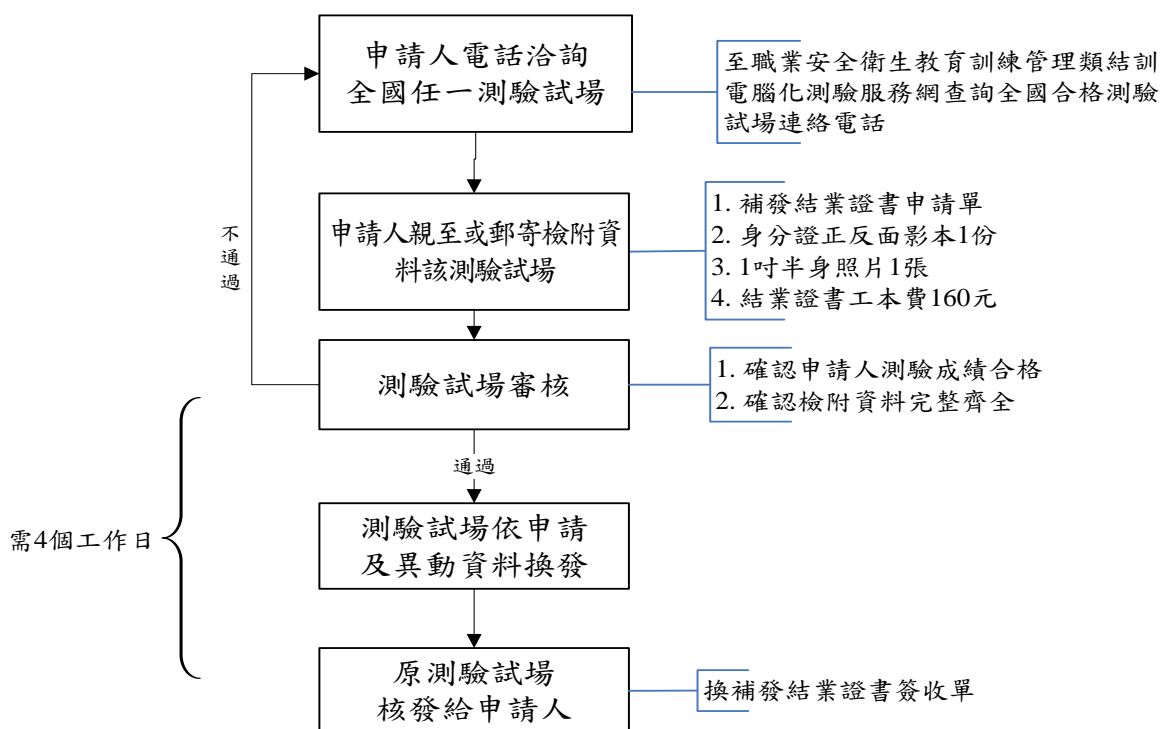 申請人電話洽詢
全國任一測驗試場
至職業安全衛生教育訓練管理類結訓
電腦化測驗服務網查詢全國合格測驗
試場連絡電話
申請人親至或郵寄檢附資
料該測驗試場
1. 補發結業證書申請單
2. 身分證正反面影本1份
3. 1吋半身照片1張
4. 結業證書工本費160元
不通過
測驗試場審核
1. 確認申請人測驗成績合格
2. 確認檢附資料完整齊全
通過
需4個工作日
測驗試場依申請
及異動資料換發
原測驗試場
核發給申請人
換補發結業證書簽收單